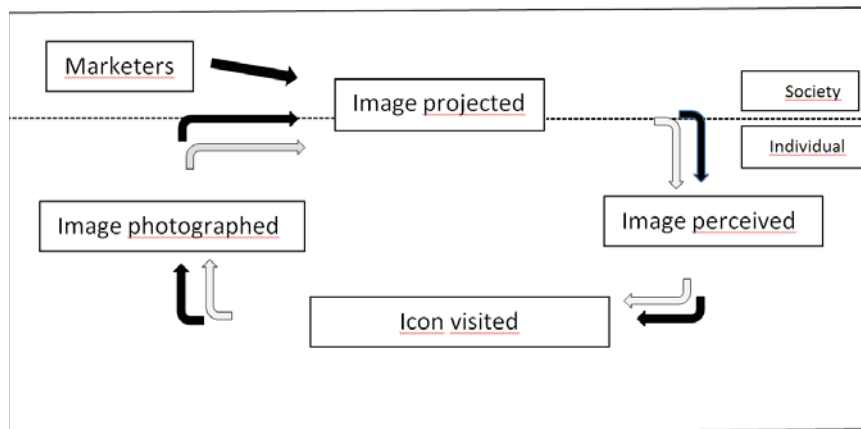 Marketers
Image projected
Society
Individual
Image photographed
Image perceived
Icon visited